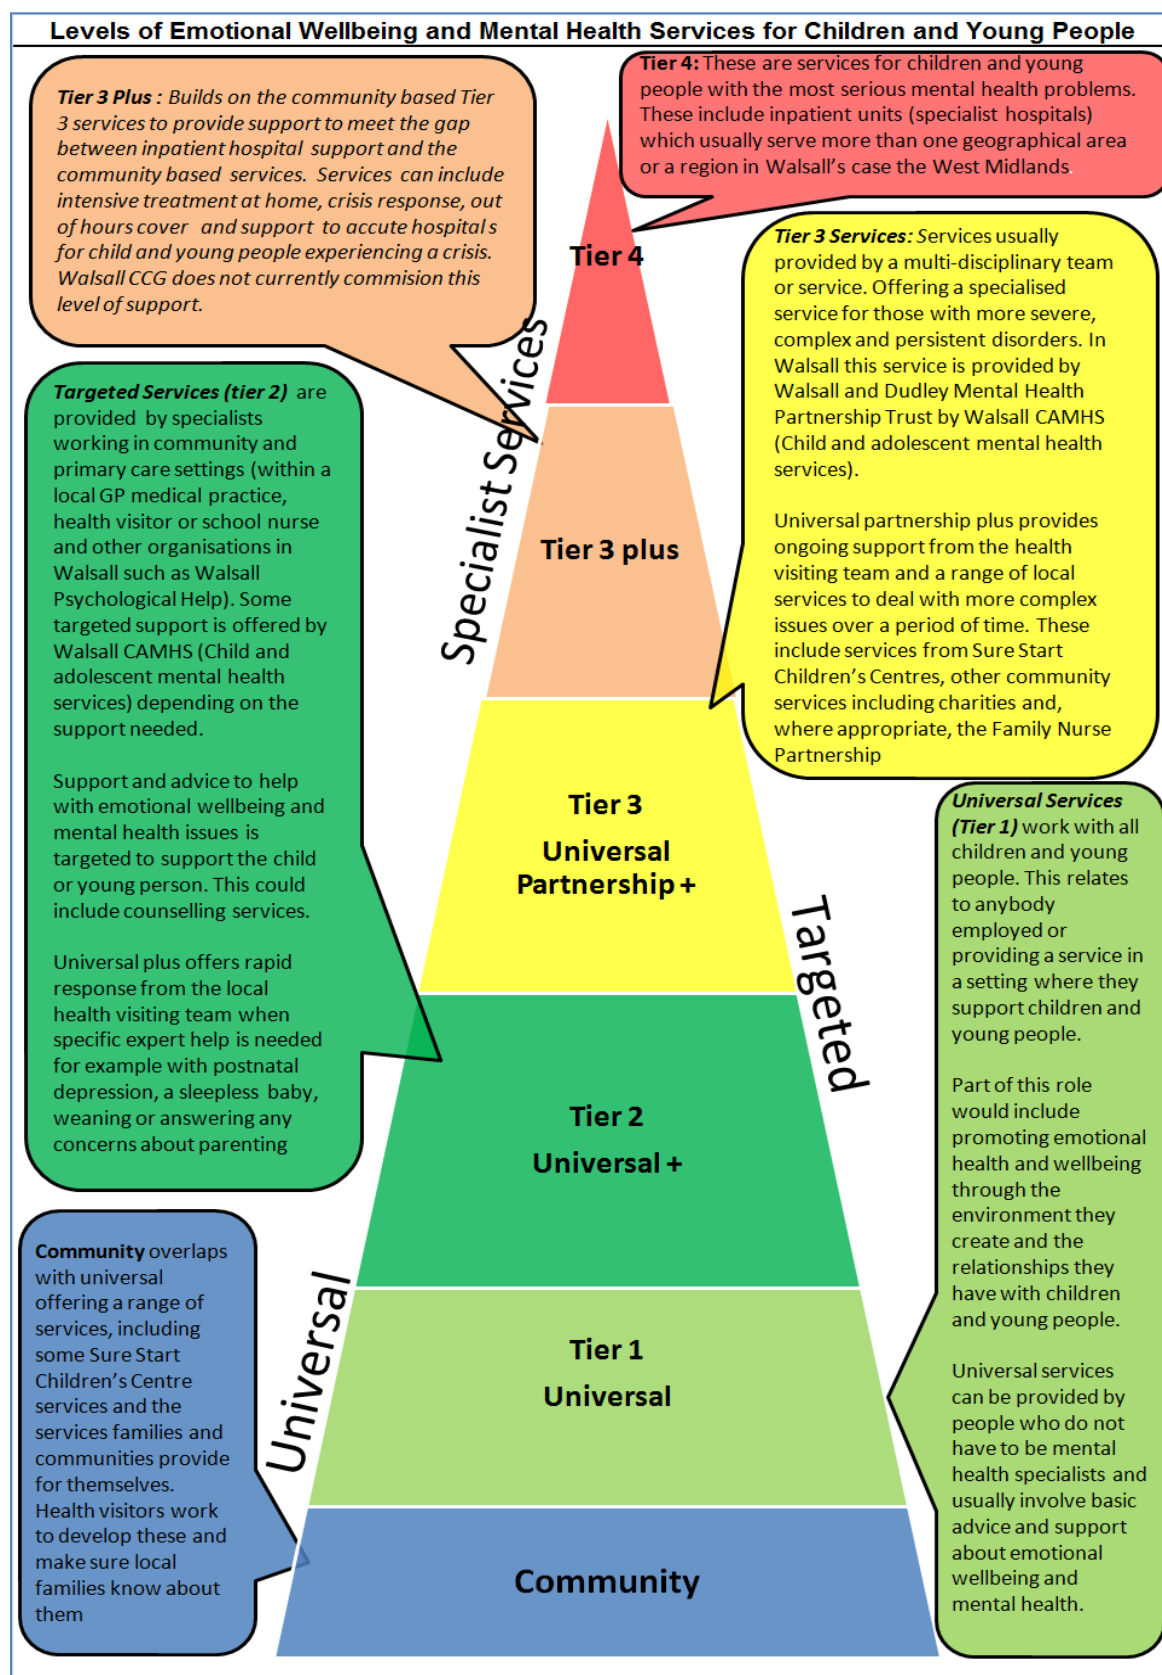 Levels of Emotional Wellbeing and Mental Health Services for Children and Young People
Tier 3 Plus : Builds on the community based Tier
3 services to provide support to meet the gap
between inpatient hospital support and the
community based services. Services can include
intensive treatment at home, crisis response, out
of hours cover and support to accute hospital s
for child and young people experiencing a crisis.
Walsall CCG does not currently commision this
level of support.
Tier 4: These are services for children and young
people with the most serious mental health problems.
These include inpatient units (specialist hospitals)
which usually serve more than one geographical area
or a region in Walsall's case the West Midlands.
Tier 3 Services: Services usually
provided by a multi-disciplinary team
or service. Offering a specialised
service for those with more severe,
complex and persistent disorders. In
Walsall this service is provided by
Walsall and Dudley Mental Health
Partnership Trust by Walsall CAMHS
(Child and adolescent mental health
services).
Universal partnership plus provides
ongoing support from the health
visiting team and a range of local
services to deal with more complex
issues over a period of time. These
include services from Sure Start
Children's Centres, other community
services including charities and,
where appropriate, the Family Nurse
Partnership
Targeted Services (tier 2) are
provided by specialists
working in community and
primary care settings (within a
local GP medical practice,
health visitor or school nurse
and other organisations in
Walsall such as Walsall
Psychological Help). Some
targeted support is offered by
Walsall CAMHS (Child and
adolescent mental health
services) depending on the
support needed.
Support and advice to help
with emotional wellbeing and
mental health issues is
targeted to support the child
or young person. This could
include counselling services.
Universal plus offers rapid
response from the local
health visiting team when
specific expert help is needed
for example with postnatal
depression, a sleepless baby,
weaning or answering any
concerns about parenting
Universal Services
(Tier 1) work with all
children and young
people. This relates
to anybody
employed or
providing a service in
a setting where they
support children and
young people.
Part of this role
would include
promoting emotional
health and wellbeing
through the
environment they
create and the
relationships they
have with children
and young people.
Universal services
can be provided by
people who do not
have to be mental
health specialists and
usually involve basic
advice and support
about emotional
wellbeing and
mental health.
Community overlaps
with universal
offering a range of
services, including
some Sure Start
Children's Centre
services and the
services families and
communities provide
for themselves.
Health visitors work
to develop these and
make sure local
families know about
them
Specialist Services
Targeted
Universal
Tier 4
Tier 3 plus
Tier 3
Universal
Partnership +
Tier 2
Universal +
Tier 1
Universal
Community